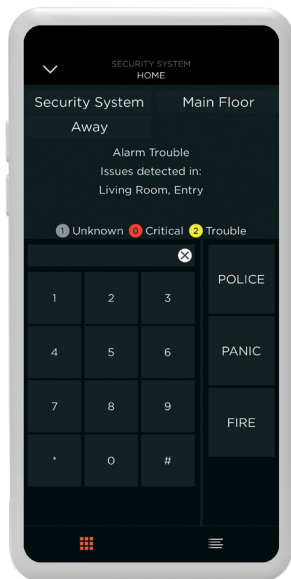 SECURITY SYSTEM
HOME
Security System Main Floor
Away
Alarm Trouble
Issues detected in:
Living Room, Entry
1 Unknown 0 Critical 2 Trouble
1 2 3
POLICE
4 5 6
PANIC
7 8 9
FIRE
* 0 #